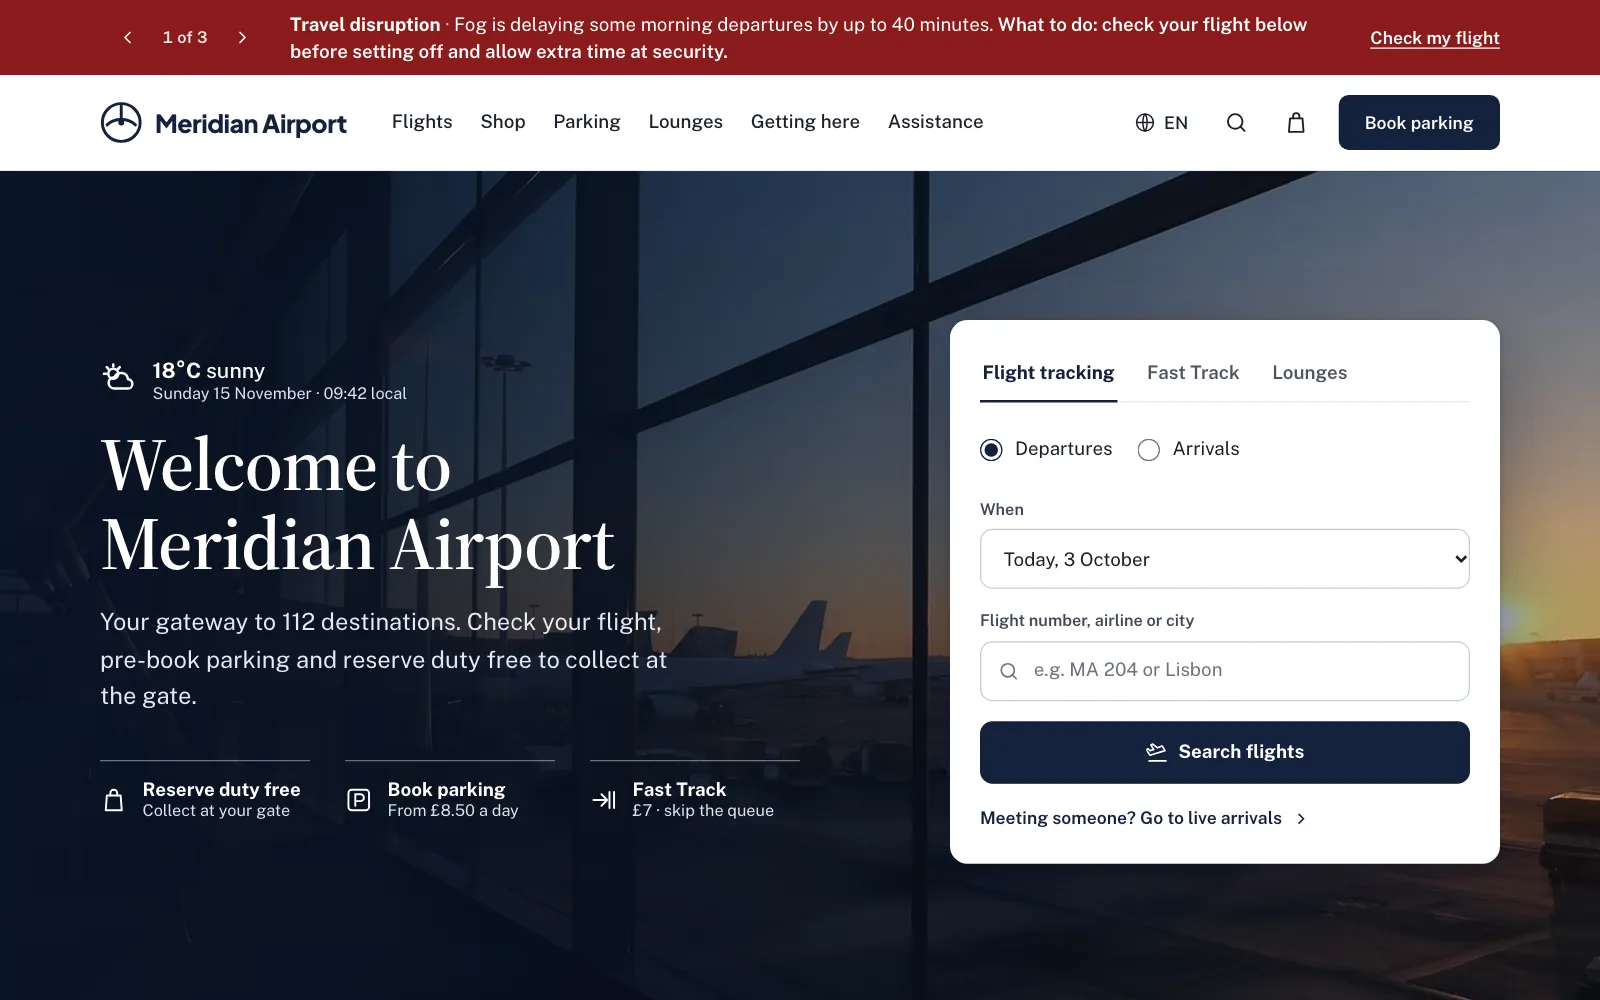 1 of 3
Travel disruption · Fog is delaying some morning departures by up to 40 minutes. What to do: check your flight below
before setting off and allow extra time at security.
Check my flight
Meridian Airport
Flights Shop Parking Lounges Getting here Assistance
EN
Book parking
18°C sunny
Sunday 15 November · 09:42 local
Welcome to
Meridian Airport
Your gateway to 112 destinations. Check your flight,
pre-book parking and reserve duty free to collect at
the gate.
Reserve duty free
Collect at your gate
Book parking
From £8.50 a day
Fast Track
£7 · skip the queue
Flight tracking Fast Track Lounges
Departures Arrivals
When
Today, 3 October
Flight number, airline or city
e.g. MA 204 or Lisbon
Search flights
Meeting someone? Go to live arrivals